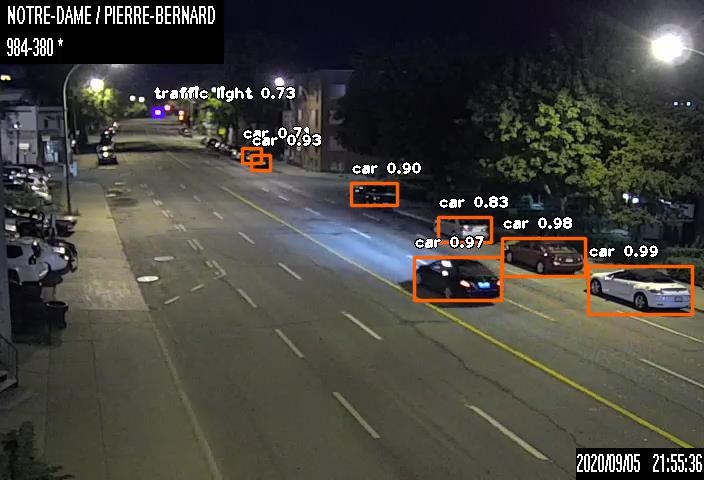 NOTRE-DAME / PIERRE-BERNARD
984-380 *
traffic light 0.73
car 0.71
car 0.93
car 0.90
car 0.83
car 0.98
car 0.97
car 0.99
2020/09/05 21:55:36